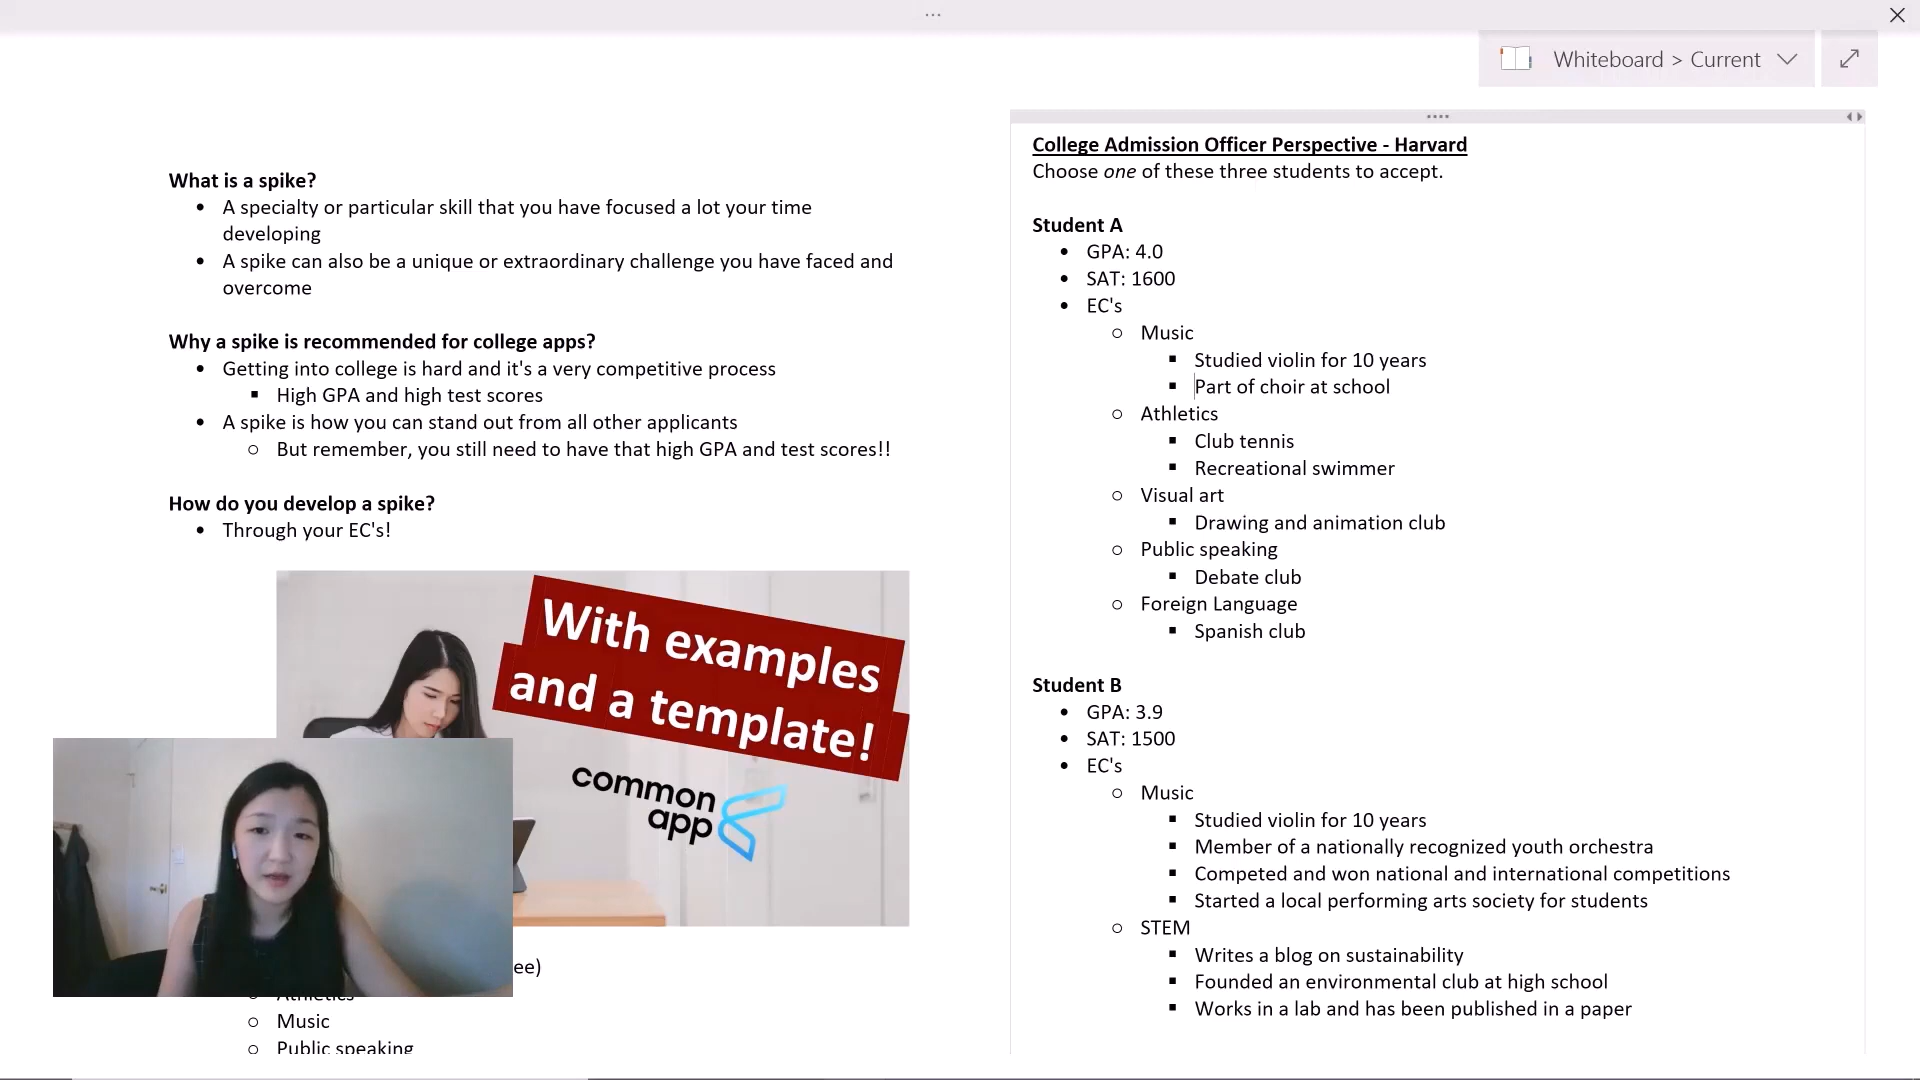 Whiteboard > Current
What is a spike?
A specialty or particular skill that you have focused a lot your time
developing
A spike can also be a unique or extraordinary challenge you have faced and
overcome
Why a spike is recommended for college apps?
Getting into college is hard and it's a very competitive process
High GPA and high test scores
A spike is how you can stand out from all other applicants
But remember, you still need to have that high GPA and test scores!!
How do you develop a spike?
Through your EC's!
With examples
and a template!
common
app
ee)
Athletics
Music
Public speaking
College Admission Officer Perspective - Harvard
Choose one of these three students to accept.
Student A
GPA: 4.0
SAT: 1600
EC's
Music
Studied violin for 10 years
Part of choir at school
Athletics
Club tennis
Recreational swimmer
Visual art
Drawing and animation club
Public speaking
Debate club
Foreign Language
Spanish club
Student B
GPA: 3.9
SAT: 1500
EC's
Music
Studied violin for 10 years
Member of a nationally recognized youth orchestra
Competed and won national and international competitions
Started a local performing arts society for students
STEM
Writes a blog on sustainability
Founded an environmental club at high school
Works in a lab and has been published in a paper